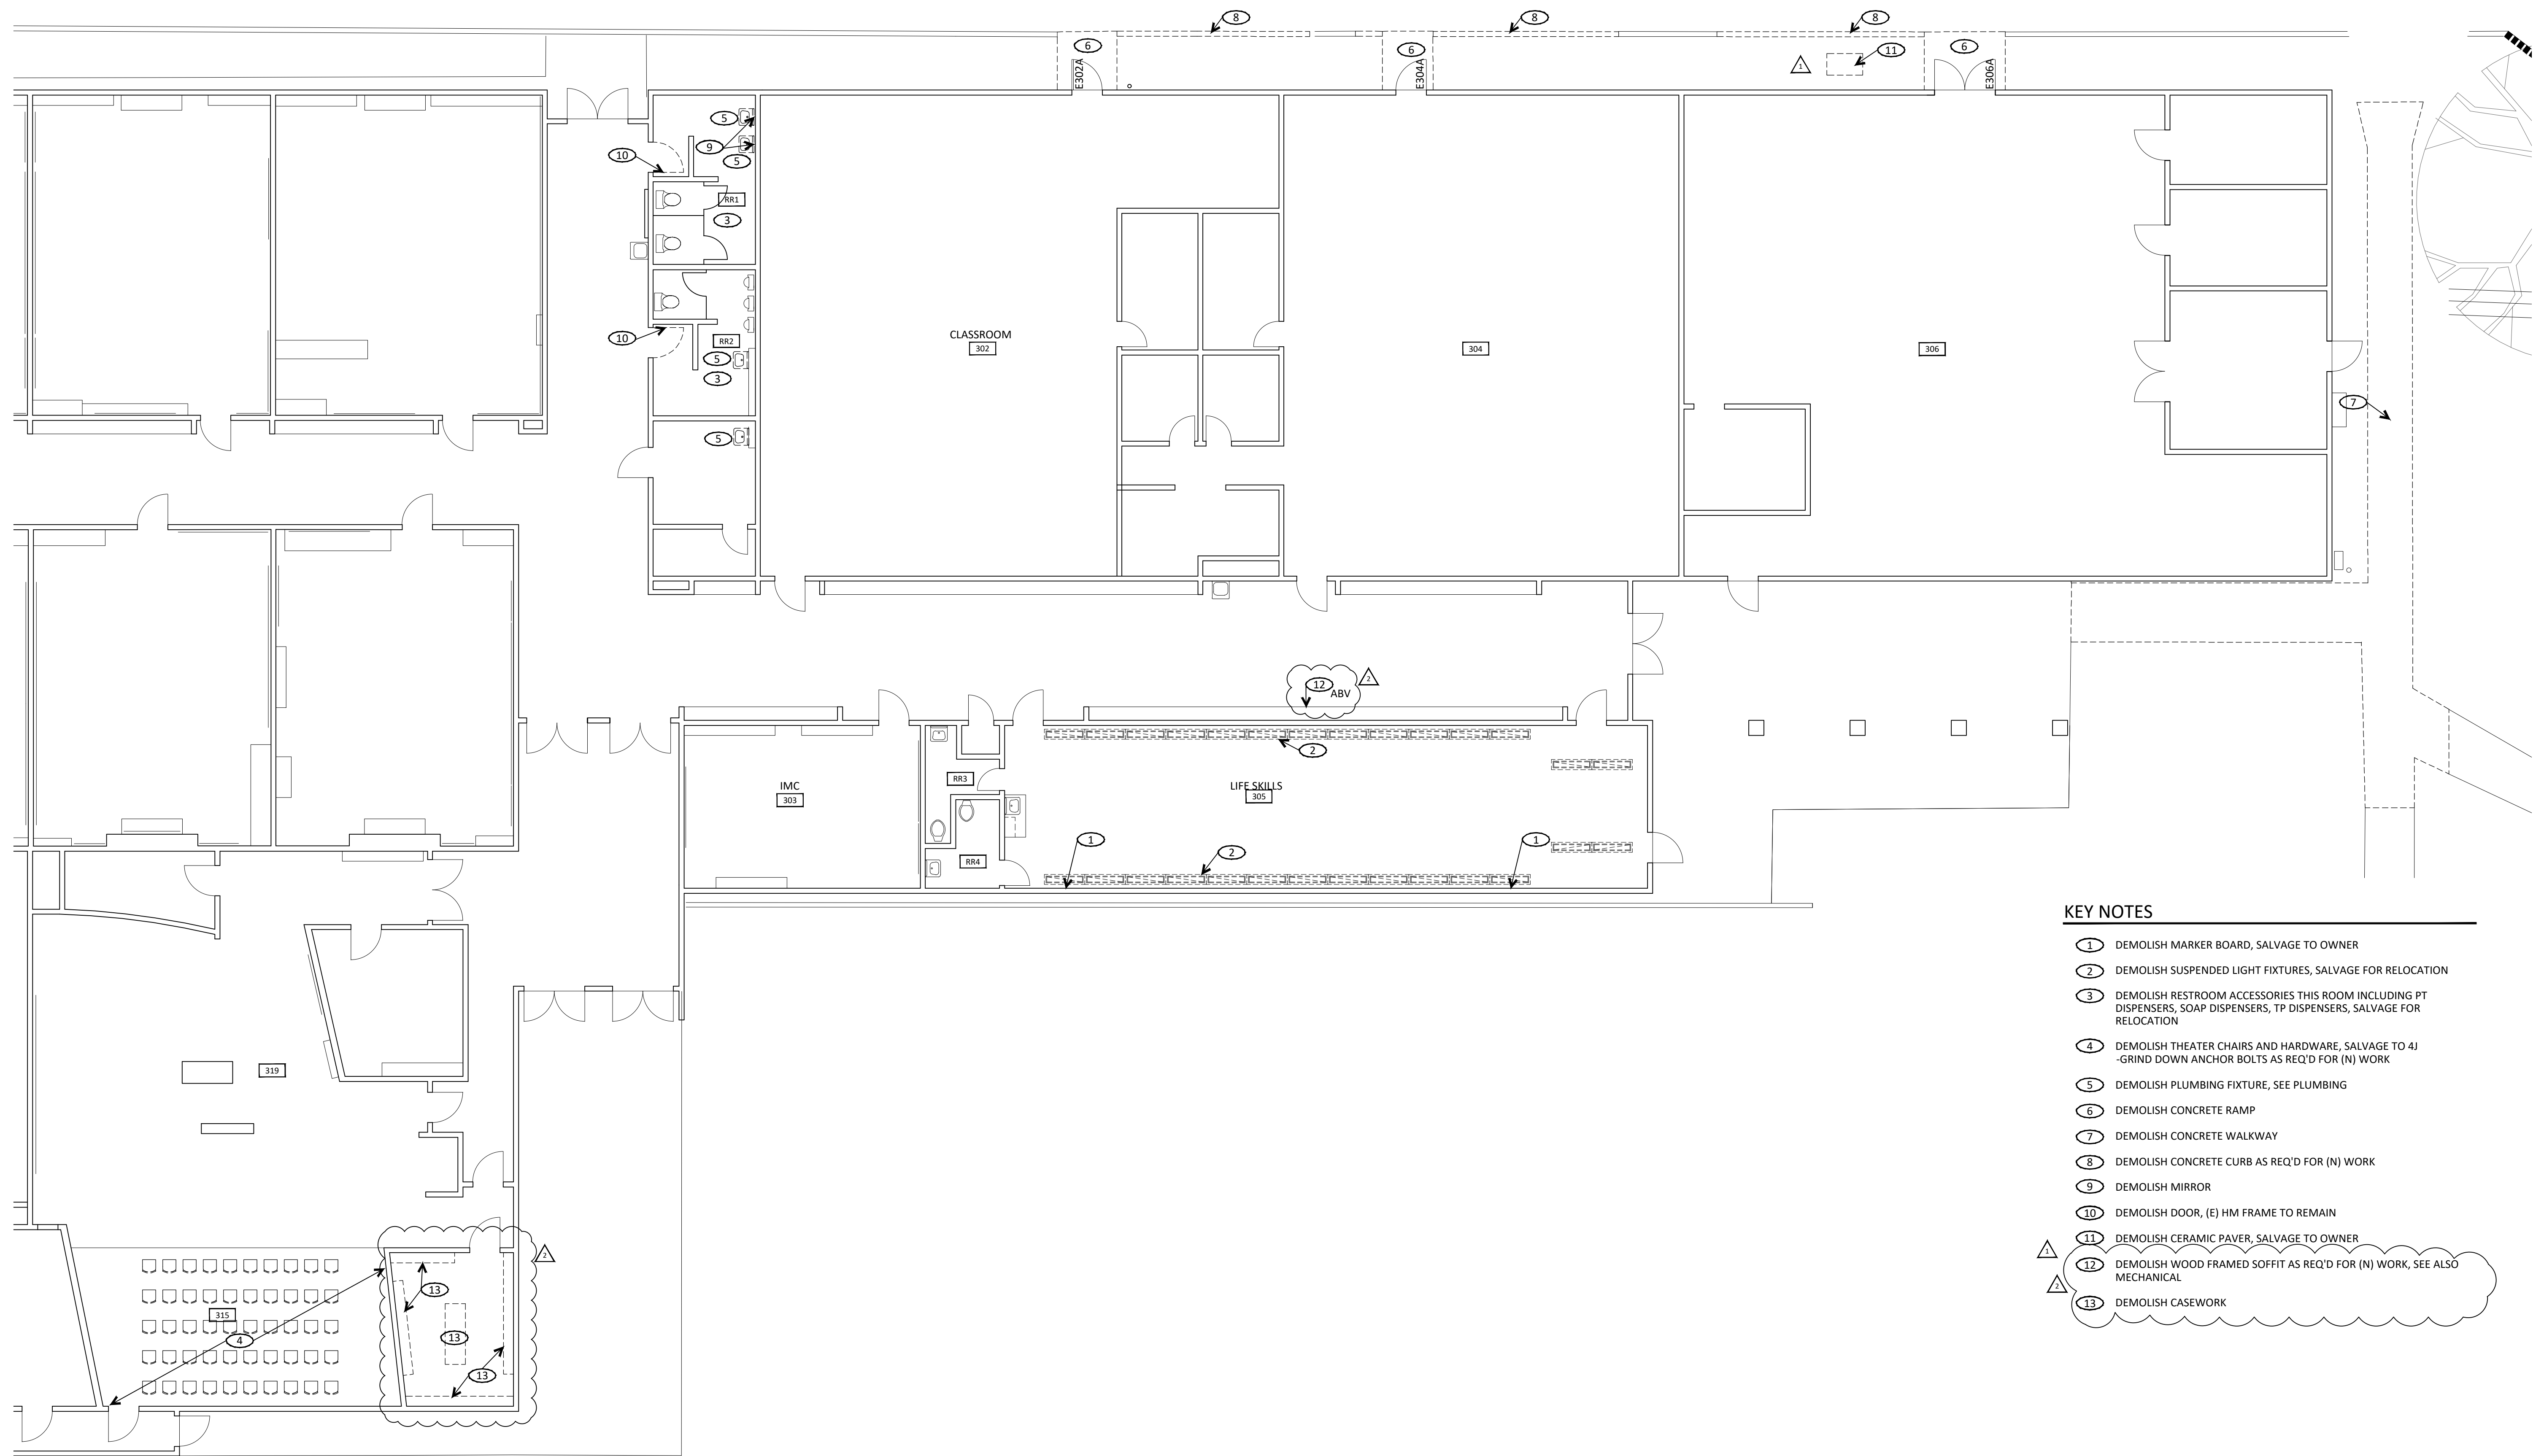 8
8
8
6
6
11
6
1
E302A
E304A
E306A
5
9
10
5
RR1
3
10
RR2
5
3
5
CLASSROOM
302
304
306
7
12
ABV
2
2
IMC
303
RR3
LIFE SKILLS
305
1
2
1
RR4
319
2
13
315
4
13
13
KEY NOTES
1 DEMOLISH MARKER BOARD, SALVAGE TO OWNER
2 DEMOLISH SUSPENDED LIGHT FIXTURES, SALVAGE FOR RELOCATION
3 DEMOLISH RESTROOM ACCESSORIES THIS ROOM INCLUDING PT
DISPENSERS, SOAP DISPENSERS, TP DISPENSERS, SALVAGE FOR
RELOCATION
4 DEMOLISH THEATER CHAIRS AND HARDWARE, SALVAGE TO 4J
-GRIND DOWN ANCHOR BOLTS AS REQ'D FOR (N) WORK
5 DEMOLISH PLUMBING FIXTURE, SEE PLUMBING
6 DEMOLISH CONCRETE RAMP
7 DEMOLISH CONCRETE WALKWAY
8 DEMOLISH CONCRETE CURB AS REQ'D FOR (N) WORK
9 DEMOLISH MIRROR
10 DEMOLISH DOOR, (E) HM FRAME TO REMAIN
11 DEMOLISH CERAMIC PAVER, SALVAGE TO OWNER
1
12 DEMOLISH WOOD FRAMED SOFFIT AS REQ'D FOR (N) WORK, SEE ALSO
MECHANICAL
2
13 DEMOLISH CASEWORK